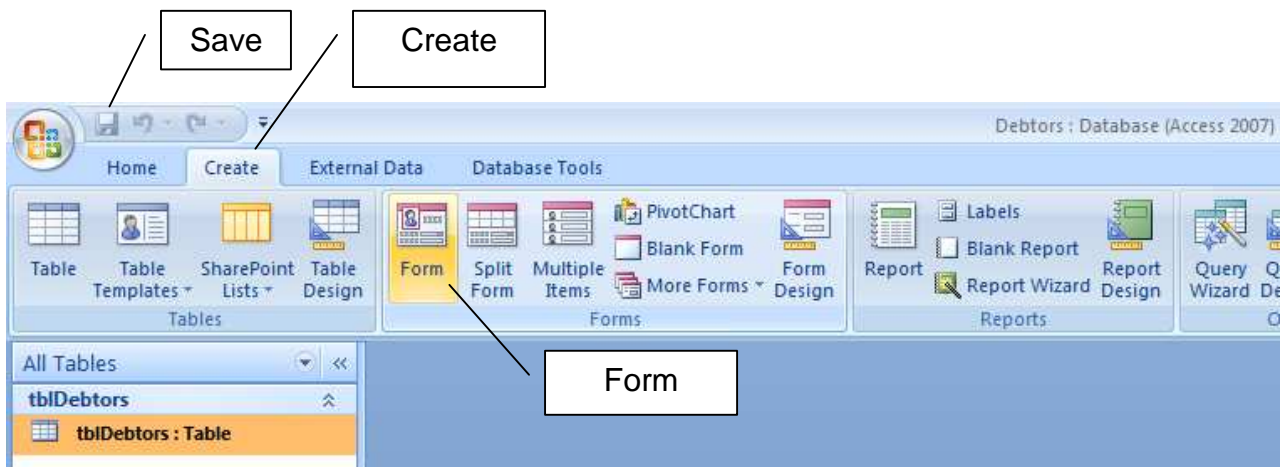 Save
Create
Debtors : Database (Access 2007)
Home Create External Data Database Tools
Table
Table Templates
SharePoint Lists
Table Design
Tables
Form
Split Form
Multiple Items
PivotChart
Blank Form
More Forms
Form Design
Forms
Report
Labels
Blank Report
Report Wizard
Report Design
Reports
Query Wizard
All Tables
tblDebtors
tblDebtors : Table
Form